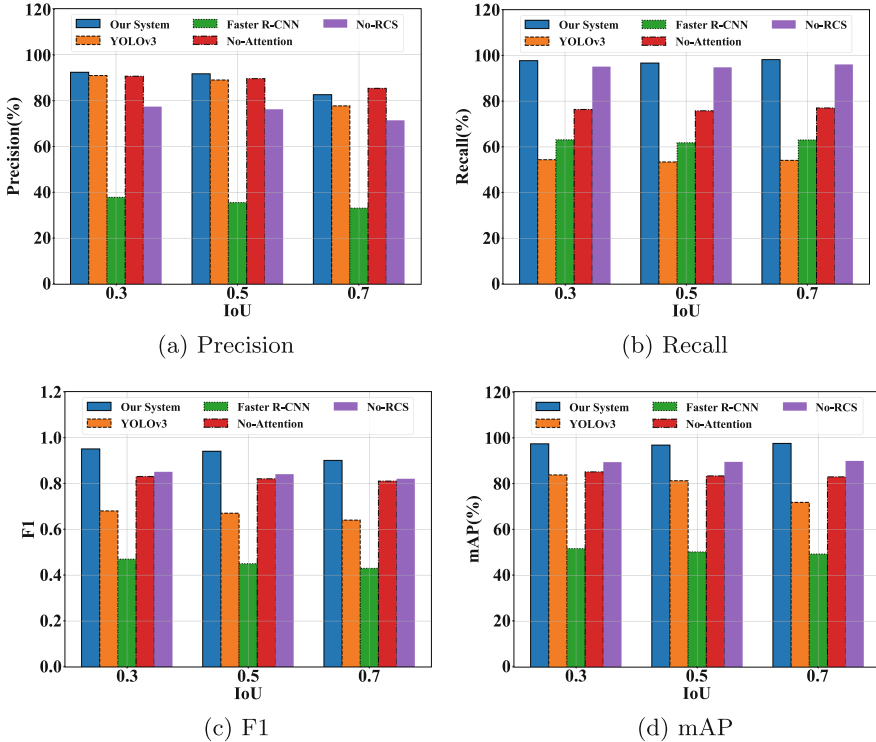 120
100
80
60
40
20
0
Precision(%)
Our System
YOLOv3
Faster R-CNN
No-Attention
No-RCS
0.3 0.5 0.7
IoU
(a) Precision
120
100
80
60
40
20
0
Recall(%)
Our System
YOLOv3
Faster R-CNN
No-Attention
No-RCS
0.3 0.5 0.7
IoU
(b) Recall
1.2
1.0
0.8
0.6
0.4
0.2
0.0
F1
Our System
YOLOv3
Faster R-CNN
No-Attention
No-RCS
0.3 0.5 0.7
IoU
(c) F1
120
100
80
60
40
20
0
mAP(%)
Our System
YOLOv3
Faster R-CNN
No-Attention
No-RCS
0.3 0.5 0.7
IoU
(d) mAP